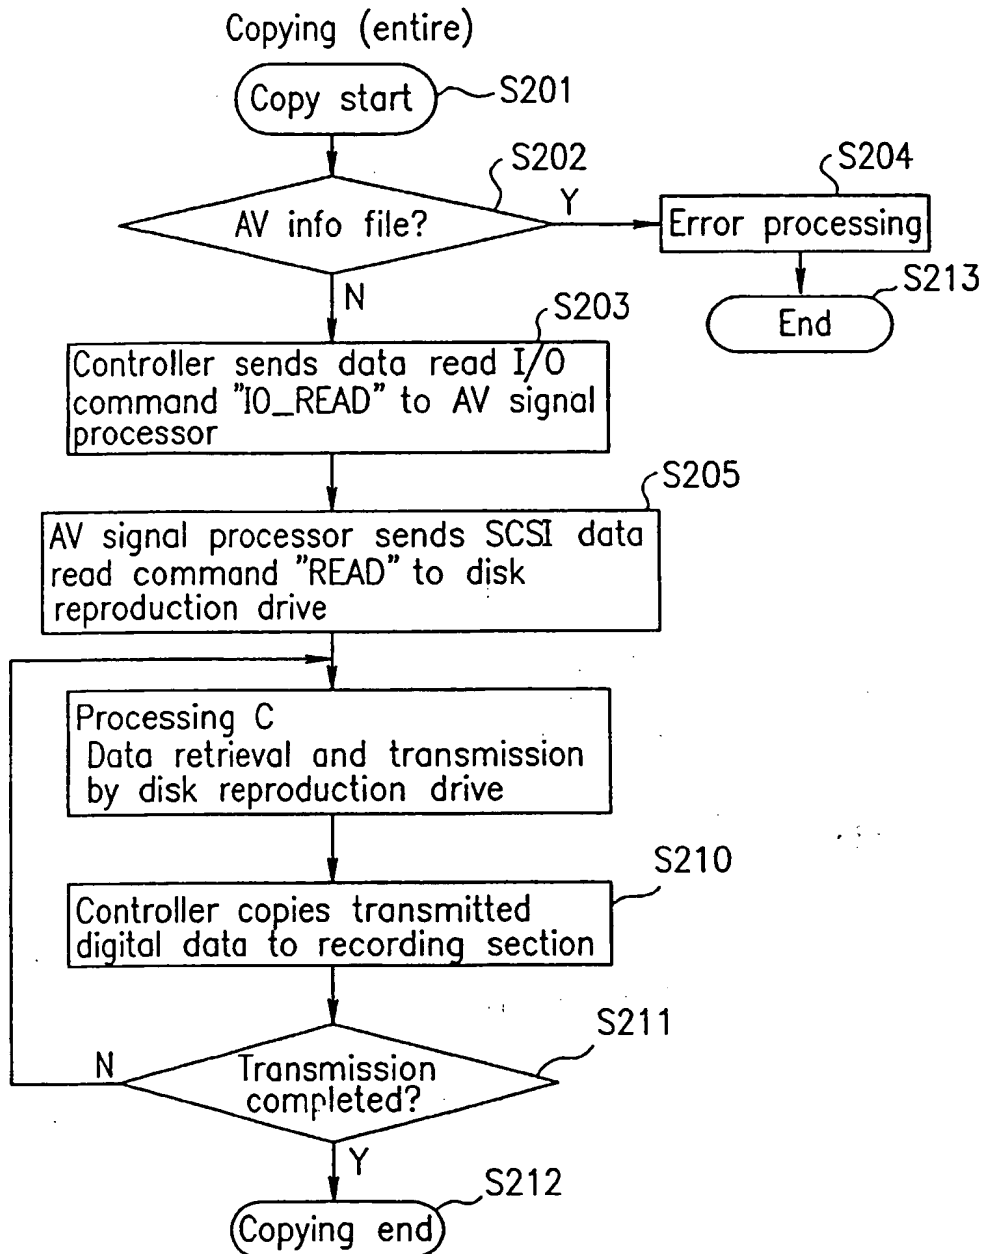 Copying (entire)
Copy start
S201
S202
AV info file?
Y
S204
Error processing
S213
End
N
S203
Controller sends data read I/O
command "IO_READ" to AV signal
processor
S205
AV signal processor sends SCSI data
read command "READ" to disk
reproduction drive
Processing C
Data retrieval and transmission
by disk reproduction drive
S210
Controller copies transmitted
digital data to recording section
S211
N
Transmission
completed?
Y
S212
Copying end